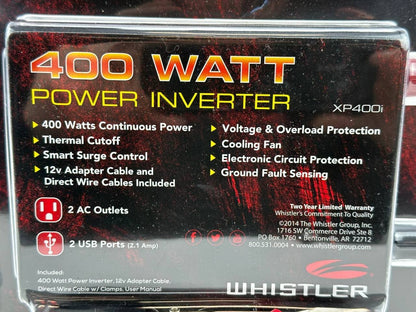 400 WATT
POWER INVERTER
XP400i
400 Watts Continuous Power
Thermal Cutoff
Smart Surge Control
12v Adapter Cable and
Direct Wire Cables Included
Voltage & Overload Protection
Cooling Fan
Electronic Circuit Protection
Ground Fault Sensing
2 AC Outlets
2 USB Ports (2.1 Amp)
Two Year Limited Warranty
Whistler's Commitment To Quality
©2014 The Whistler Group, Inc.
1716 SW Commerce Drive Ste 8
PO Box 1760 • Bentonville, AR 72712
800.531.0004 • www.whistlergroup.com
Included:
400 Watt Power Inverter, 12v Adapter Cable,
Direct Wire Cable w/ Clamps, User Manual
WHISTLER